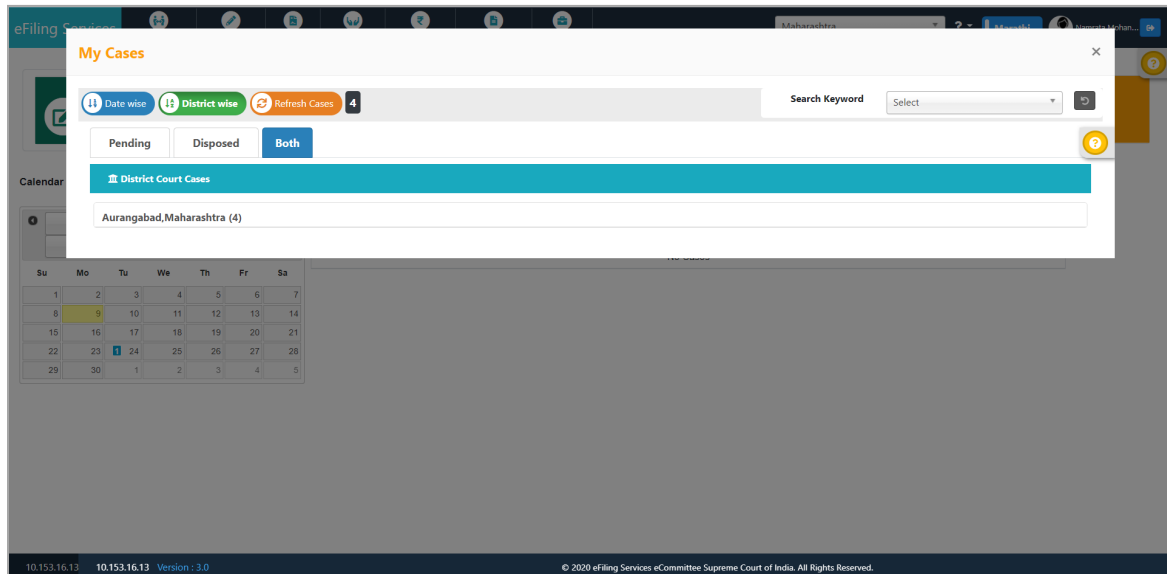 eFiling Services
Maharashtra
? Marathi
Namrata Mohan...
My Cases
×
Date wise District wise Refresh Cases 4
Search Keyword Select
Pending Disposed Both
District Court Cases
Aurangabad,Maharashtra (4)
Calendar
No Cases
Su Mo Tu We Th Fr Sa
1 2 3 4 5 6 7
8 9 10 11 12 13 14
15 16 17 18 19 20 21
22 23 1 24 25 26 27 28
29 30 1 2 3 4 5
10.153.16.13 10.153.16.13 Version : 3.0 © 2020 eFiling Services eCommittee Supreme Court of India. All Rights Reserved.